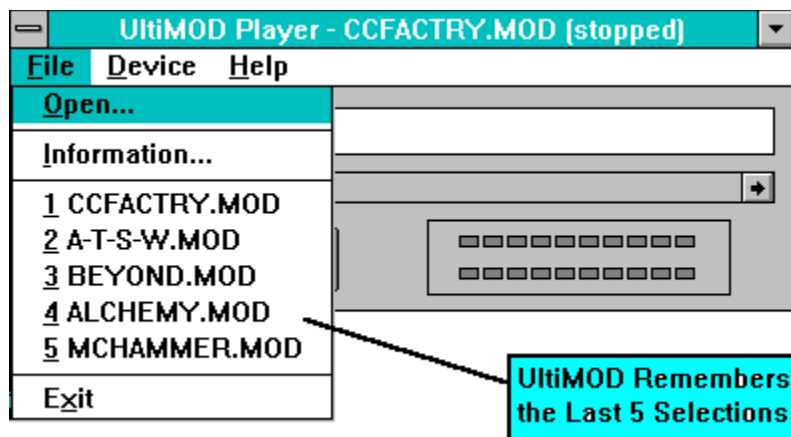 UltiMOD Player - CCFACTRY.MOD (stopped)
File Device Help
Open...
Information...
1 CCFACTRY.MOD
2 A-T-S-W.MOD
3 BEYOND.MOD
4 ALCHEMY.MOD
5 MCHAMMER.MOD
Exit
UltiMOD Remembers
the Last 5 Selections